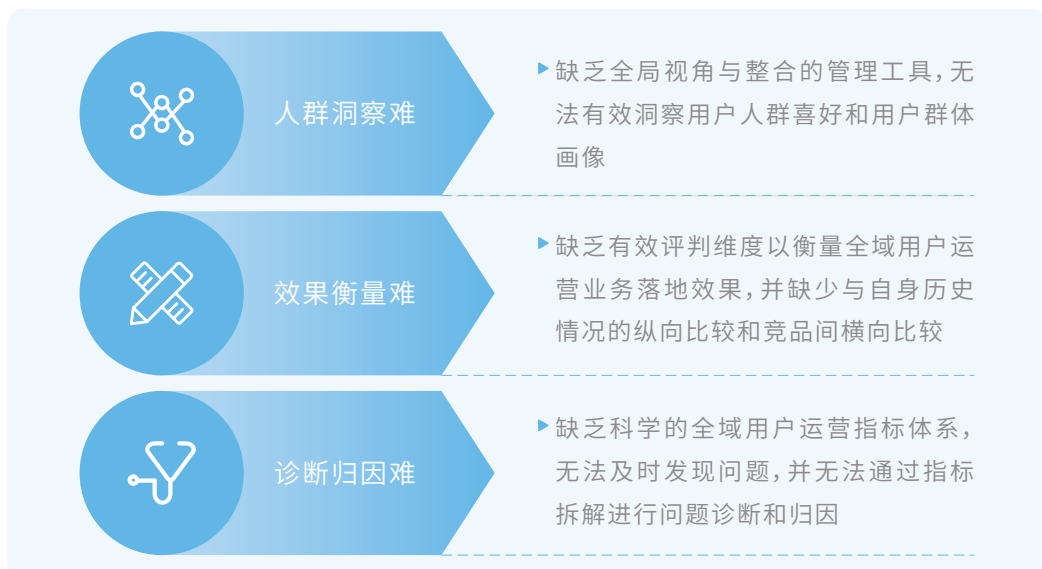 人群洞察难
缺乏全局视角与整合的管理工具，无
法有效洞察用户人群喜好和用户群体
画像
效果衡量难
缺乏有效评判维度以衡量全域用户运
营业务落地效果，并缺少与自身历史
情况的纵向比较和竞品间横向比较
诊断归因难
缺乏科学的全域用户运营指标体系，
无法及时发现问题，并无法通过指标
拆解进行问题诊断和归因